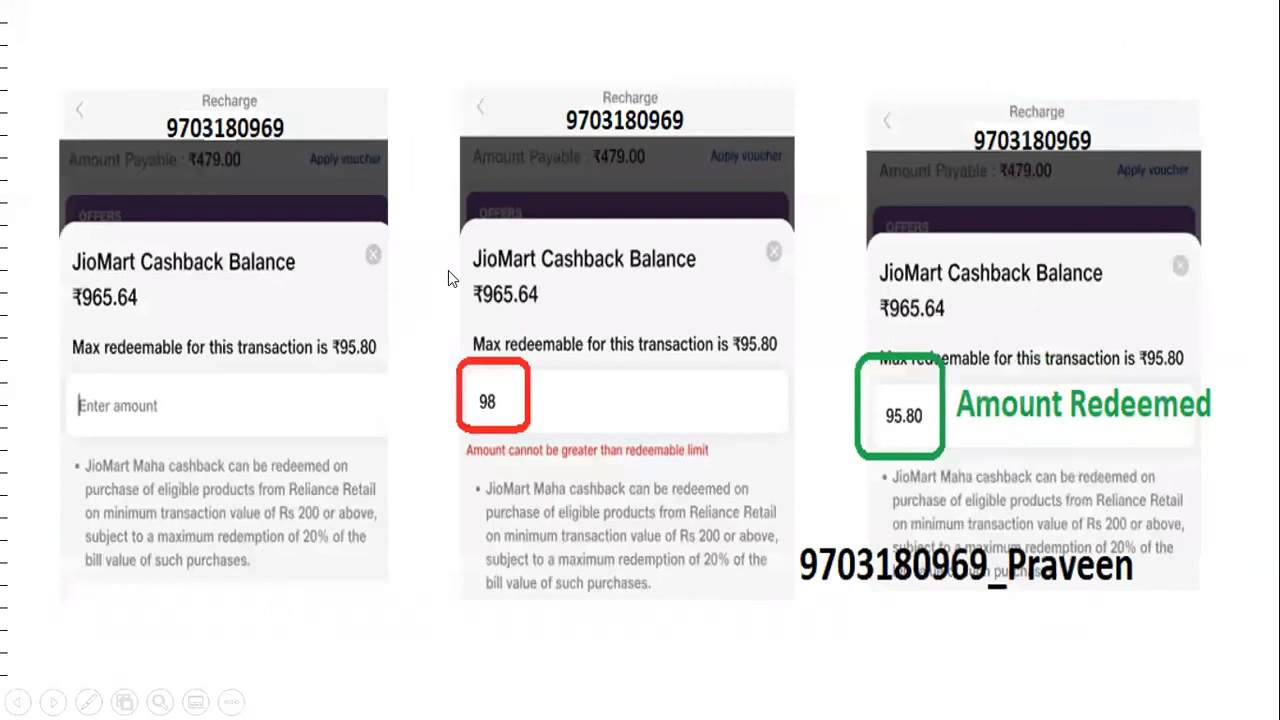 Recharge
9703180969
Amount Payable : ₹479.00 Apply voucher
OFFERS
JioMart Cashback Balance
₹965.64
Max redeemable for this transaction is ₹95.80
Enter amount
• JioMart Maha cashback can be redeemed on
purchase of eligible products from Reliance Retail
on minimum transaction value of Rs 200 or above,
subject to a maximum redemption of 20% of the
bill value of such purchases.
Recharge
9703180969
Amount Payable : ₹479.00 Apply voucher
OFFERS
JioMart Cashback Balance
₹965.64
Max redeemable for this transaction is ₹95.80
98
Amount cannot be greater than redeemable limit
• JioMart Maha cashback can be redeemed on
purchase of eligible products from Reliance Retail
on minimum transaction value of Rs 200 or above,
subject to a maximum redemption of 20% of the
bill value of such purchases.
Recharge
9703180969
Amount Payable : ₹479.00 Apply voucher
OFFERS
JioMart Cashback Balance
₹965.64
Max redeemable for this transaction is ₹95.80
95.80 Amount Redeemed
• JioMart Maha cashback can be redeemed on
purchase of eligible products from Reliance Retail
on minimum transaction value of Rs 200 or above,
subject to a maximum redemption of 20% of the
9703180969_Praveen